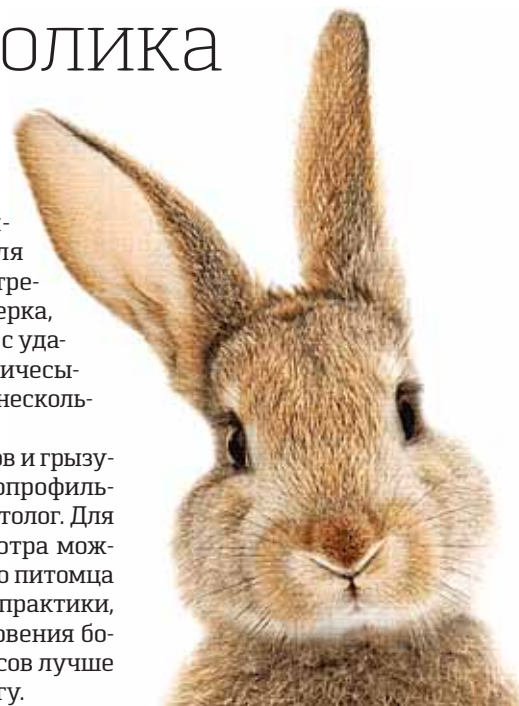 олика
и-
ля
тре-
ерка,
с уда-
ичесы-
несколь-
ов и грызу-
опрофиль-
толог. Для
отра мож-
о питомца
практики,
овения бо-
сов лучше
гу.